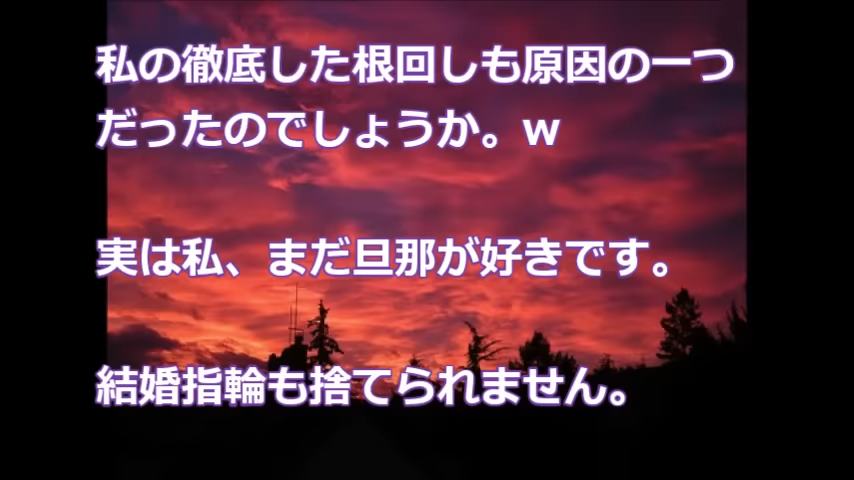 私の徹底した根回しも原因の一つ
だったのでしょうか。w
実は私、まだ旦那が好きです。
結婚指輪も捨てられません。